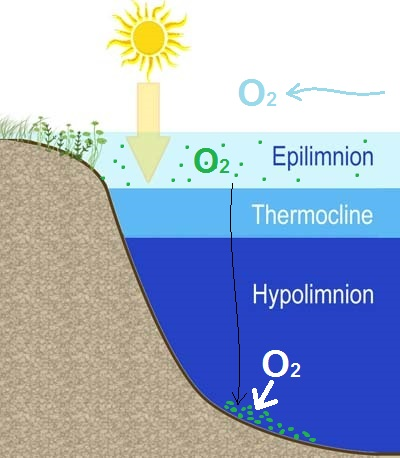 O₂
O₂ Epilimnion
Thermocline
Hypolimnion
O₂